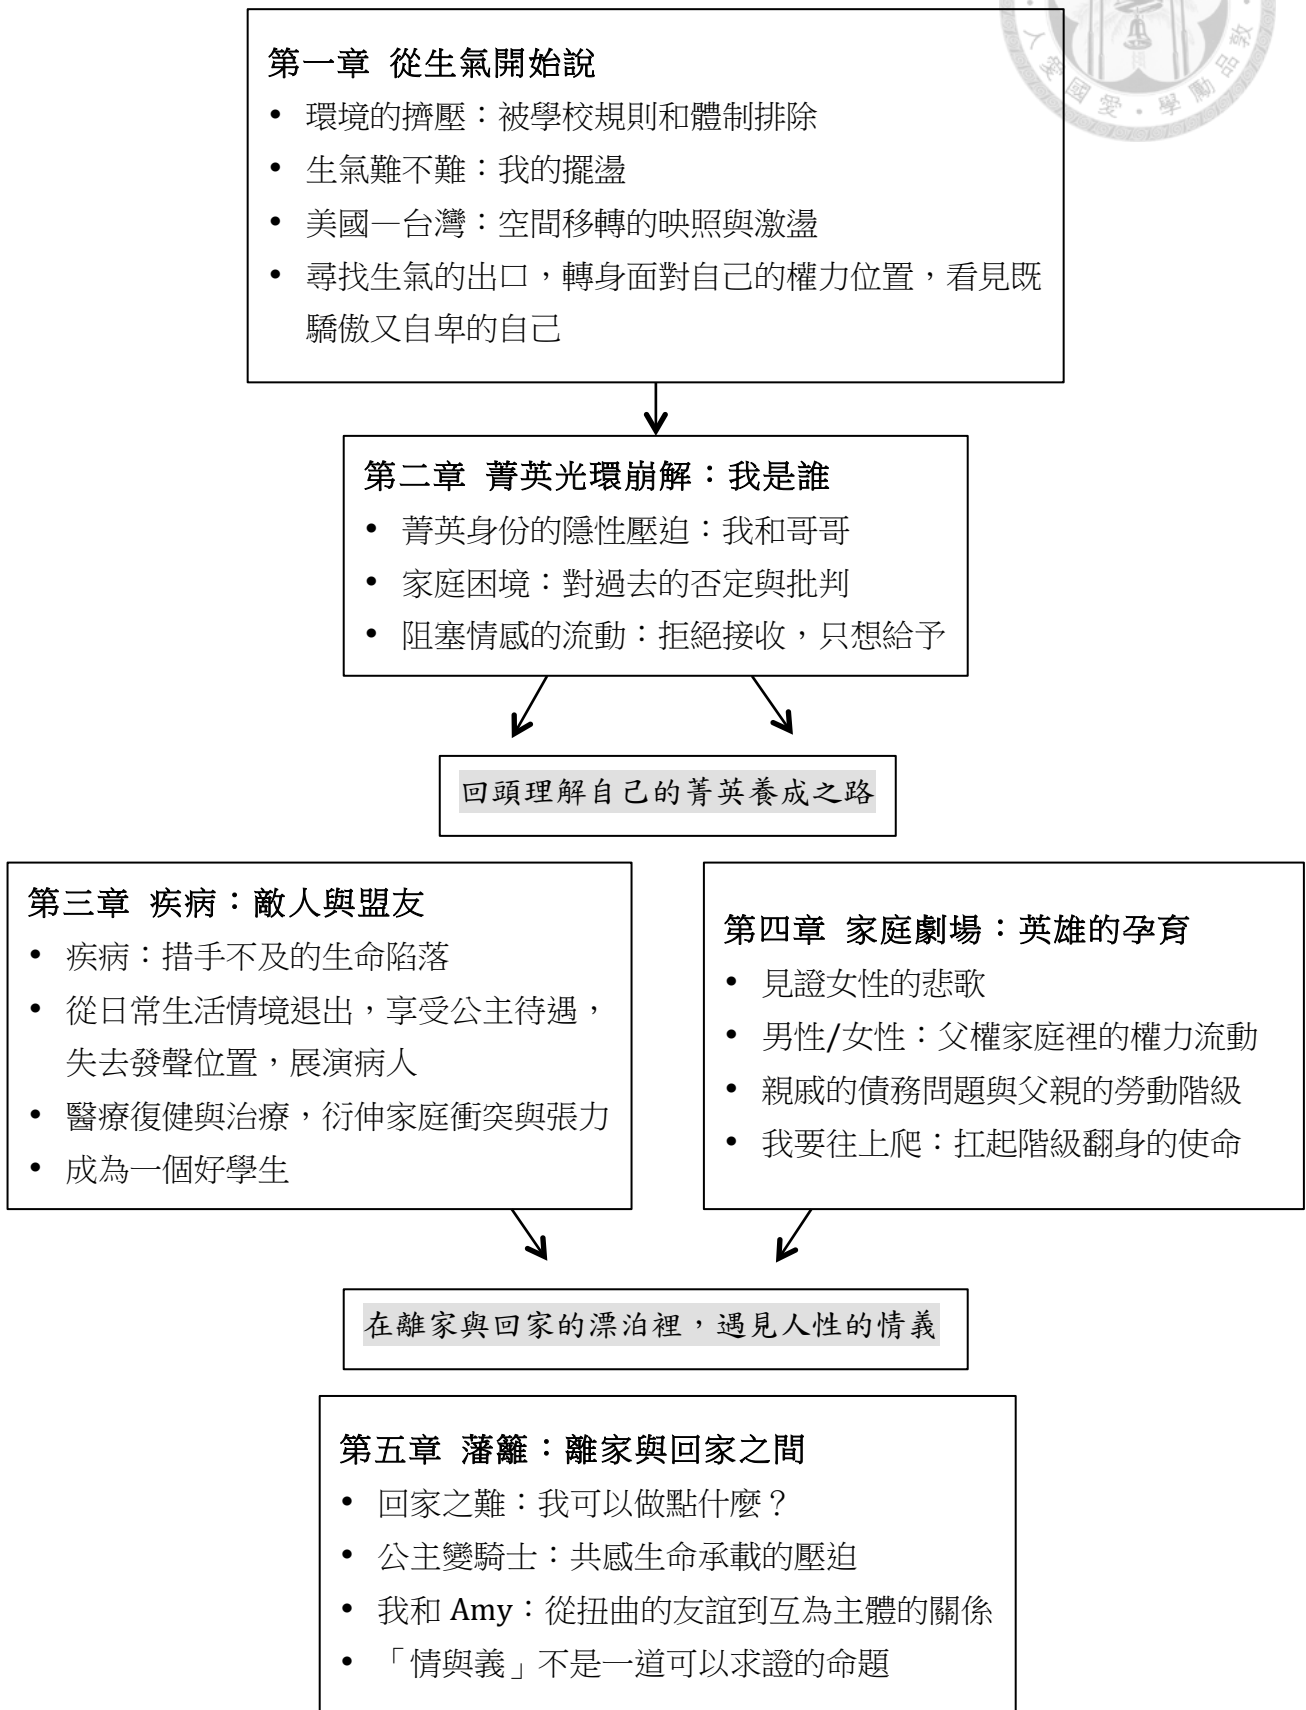 第一章 從生氣開始說
• 環境的擠壓：被學校規則和體制排除
• 生氣難不難：我的擺盪
• 美國—台灣：空間移轉的映照與激盪
• 尋找生氣的出口，轉身面對自己的權力位置，看見既
驕傲又自卑的自己
第二章 菁英光環崩解：我是誰
• 菁英身份的隱性壓迫：我和哥哥
• 家庭困境：對過去的否定與批判
• 阻塞情感的流動：拒絕接收，只想給予
回頭理解自己的菁英養成之路
第三章 疾病：敵人與盟友
• 疾病：措手不及的生命陷落
• 從日常生活情境退出，享受公主待遇，
失去發聲位置，展演病人
• 醫療復健與治療，衍伸家庭衝突與張力
• 成為一個好學生
第四章 家庭劇場：英雄的孕育
• 見證女性的悲歌
• 男性/女性：父權家庭裡的權力流動
• 親戚的債務問題與父親的勞動階級
• 我要往上爬：扛起階級翻身的使命
在離家與回家的漂泊裡，遇見人性的情義
第五章 藩籬：離家與回家之間
• 回家之難：我可以做點什麼？
• 公主變騎士：共感生命承載的壓迫
• 我和 Amy：從扭曲的友誼到互為主體的關係
• 「情與義」不是一道可以求證的命題
人愛國愛・學勵品敦